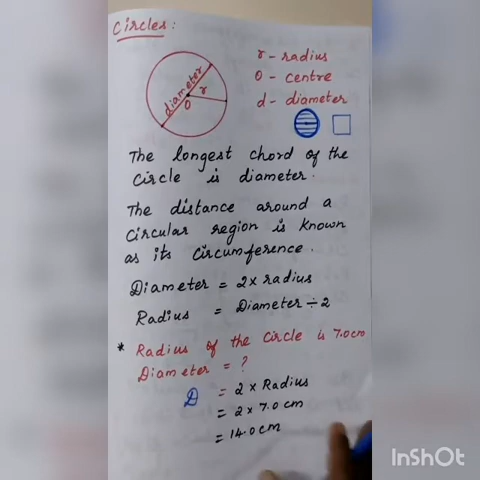 Circles:
diameter
r
O
r - radius
O - centre
d - diameter
The longest chord of the
Circle is diameter.
The distance around a
Circular region is known
as its Circumference.
Diameter = 2 x radius
Radius = Diameter ÷ 2
* Radius of the Circle is 7.0cm
Diameter = ?
D = 2 x Radius
= 2 x 7.0 cm
= 14.0 cm
InShOt